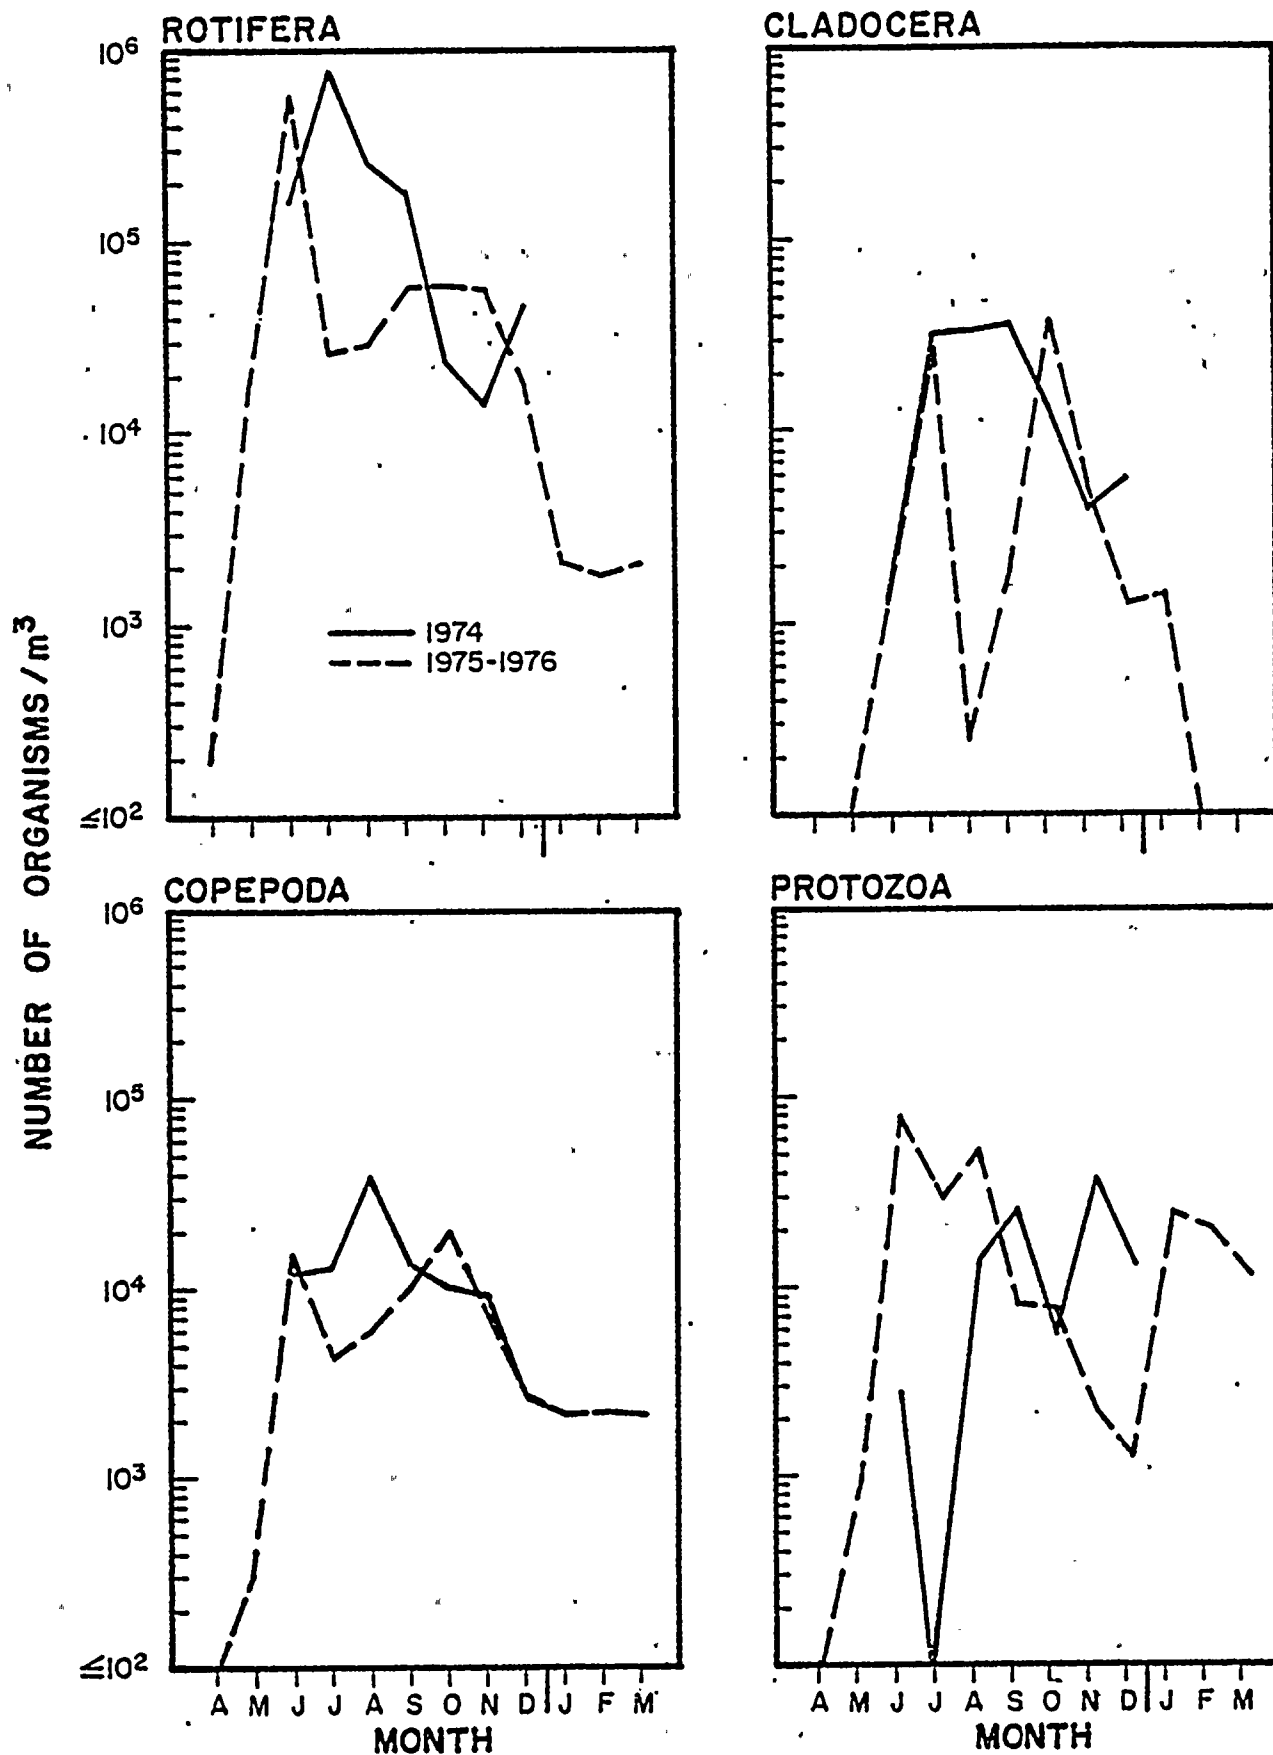 ROTIFERA
CLADOCERA
10⁶
10⁵
10⁴
10³
≤10²
1974
1975-1976
NUMBER OF ORGANISMS/m³
COPEPODA
PROTOZOA
10⁶
10⁵
10⁴
10³
≤10²
A M J J A S O N D J F M
A M J J A S O N D J F M
MONTH
MONTH